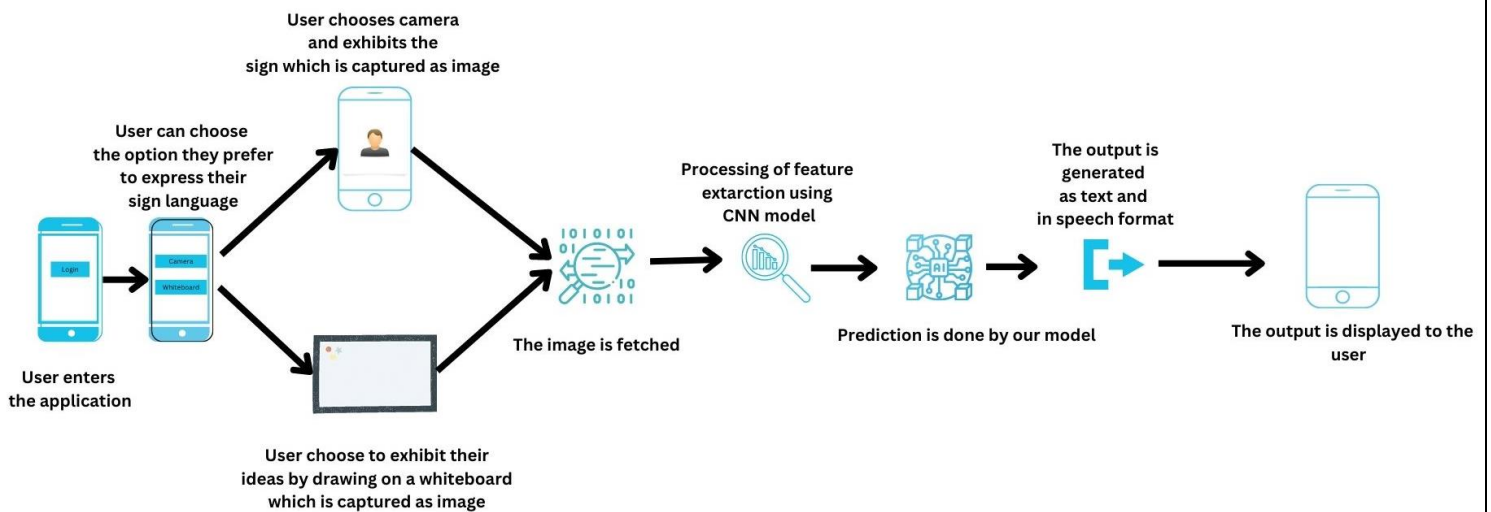 User chooses camera
and exhibits the
sign which is captured as image
User can choose
the option they prefer
to express their
sign language
Login
Camera
Whiteboard
User enters
the application
User choose to exhibit their
ideas by drawing on a whiteboard
which is captured as image
1010101
01
10101
The image is fetched
Processing of feature
extarction using
CNN model
AI
Prediction is done by our model
The output is
generated
as text and
in speech format
The output is displayed to the
user